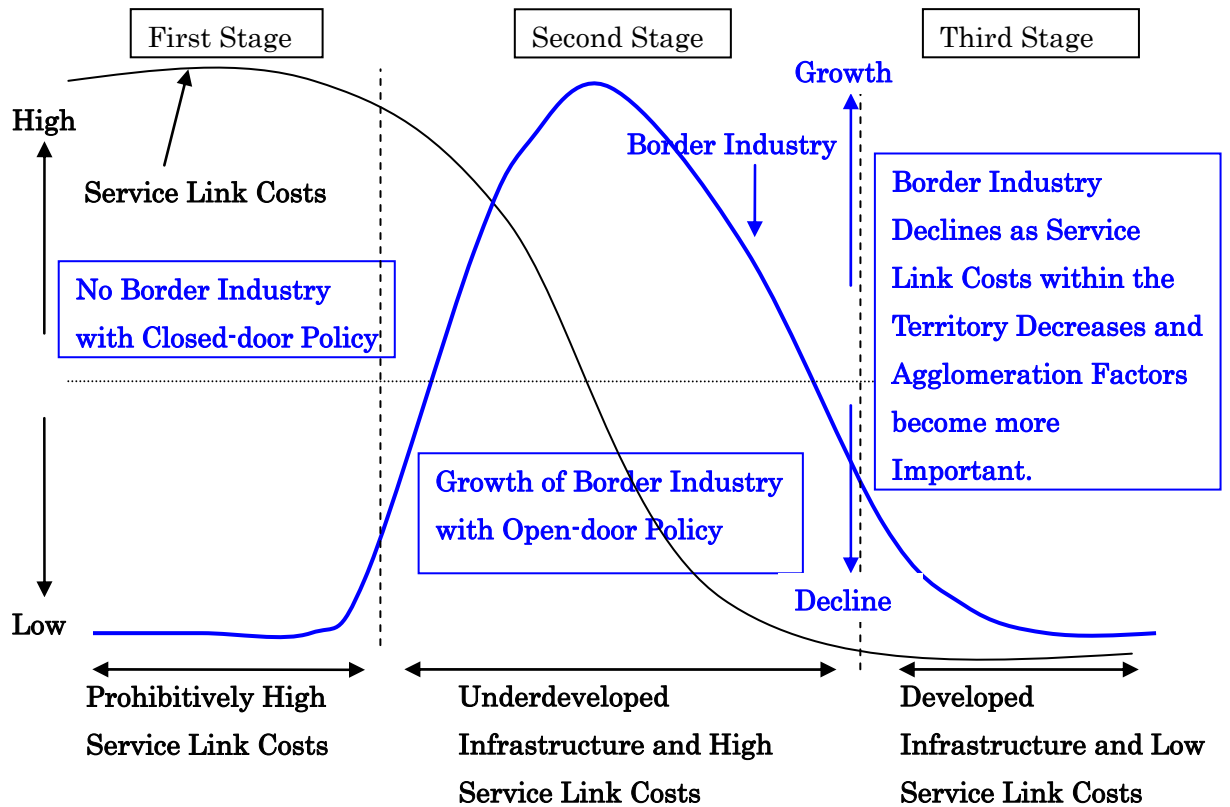 First Stage
Second Stage
Third Stage
Growth
High
Border Industry
Service Link Costs
Border Industry
Declines as Service
Link Costs within the
Territory Decreases and
Agglomeration Factors
become more
Important.
No Border Industry
with Closed-door Policy
Growth of Border Industry
with Open-door Policy
Decline
Low
Prohibitively High
Service Link Costs
Underdeveloped
Infrastructure and High
Service Link Costs
Developed
Infrastructure and Low
Service Link Costs